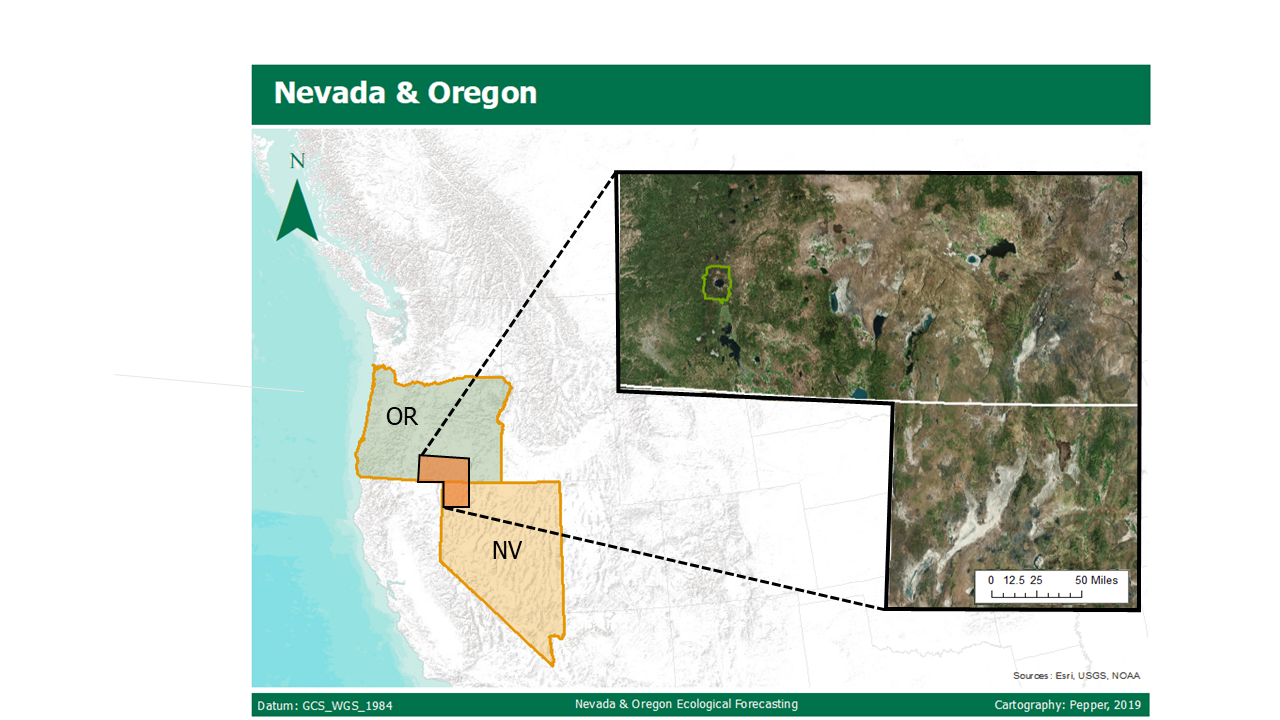 Nevada & Oregon
N
OR
NV
0 12.5 25 50 Miles
Sources: Esri, USGS, NOAA
Datum: GCS_WGS_1984
Nevada & Oregon Ecological Forecasting
Cartography: Pepper, 2019